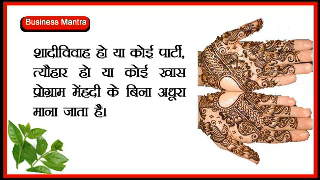 Business Mantra
शादीविवाह हो या कोई पार्टी,
त्यौहार हो या कोई खास
प्रोग्राम मेंहदी के बिना अधूरा
माना जाता है।